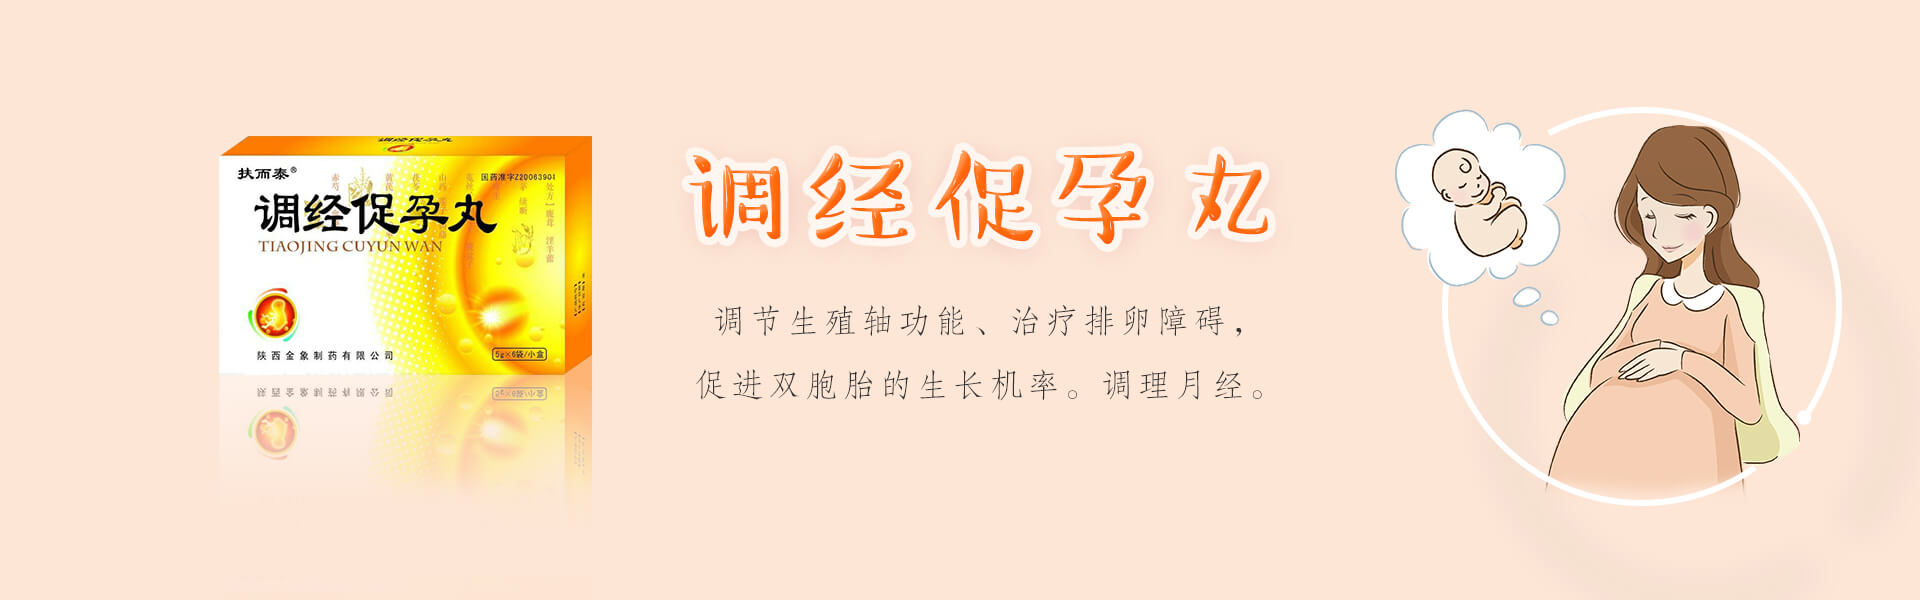 调经促孕丸
扶而泰®
国药准字Z20063901
调经促孕丸
TIAOJING CUYUN WAN
陕西金象制药有限公司
5g×6袋/小盒
调经促孕丸
调节生殖轴功能、治疗排卵障碍，
促进双胞胎的生长机率。调理月经。